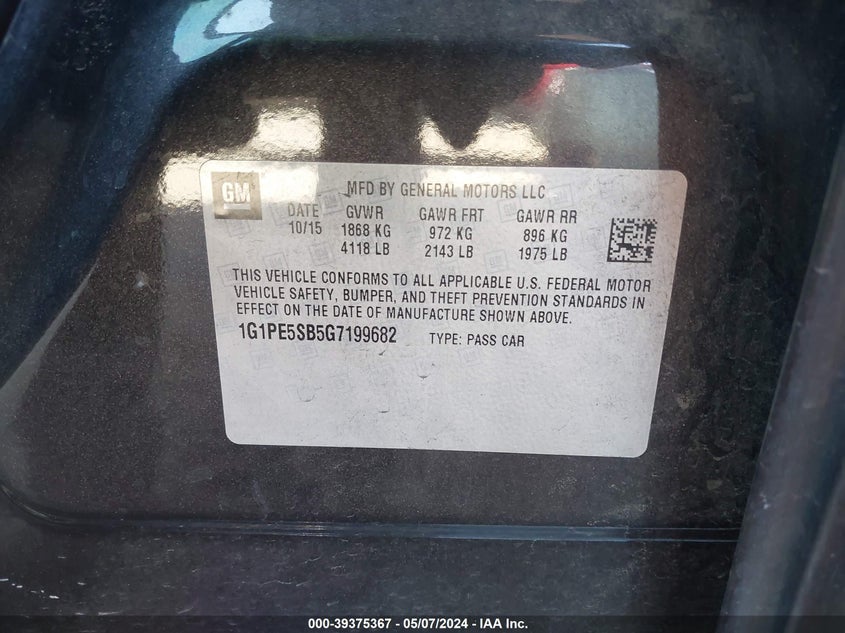 GM
MFD BY GENERAL MOTORS LLC
DATE GVWR GAWR FRT GAWR RR
10/15 1868 KG 972 KG 896 KG
4118 LB 2143 LB 1975 LB
THIS VEHICLE CONFORMS TO ALL APPLICABLE U.S. FEDERAL MOTOR
VEHICLE SAFETY, BUMPER, AND THEFT PREVENTION STANDARDS IN
EFFECT ON THE DATE OF MANUFACTURE SHOWN ABOVE.
1G1PE5SB5G7199682 TYPE: PASS CAR
000-39375367 - 05/07/2024 - IAA Inc.